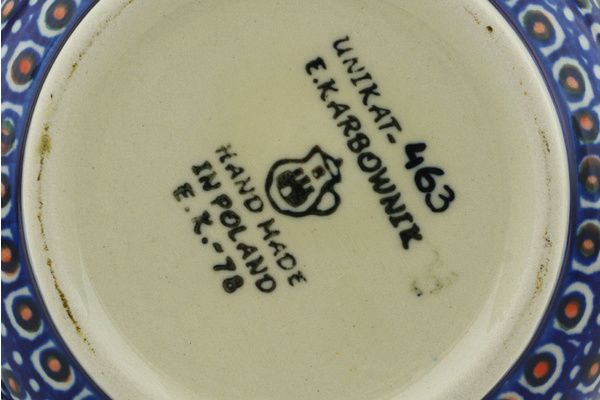 UNIKAT-463
E.KARBOWNIK
HAND MADE
IN POLAND
E.K.-78